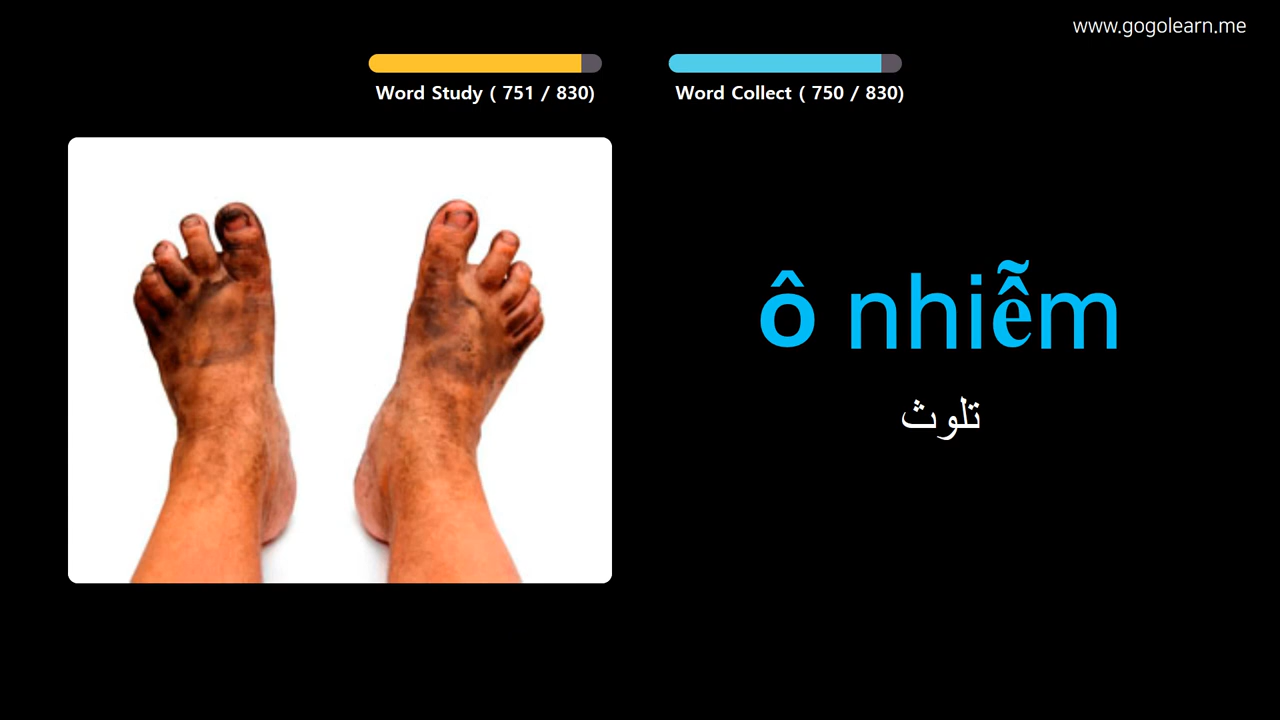 www.gogolearn.me
Word Study ( 751 / 830)
Word Collect ( 750 / 830)
ô nhiễm
تلوث